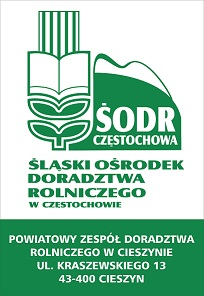 ŚODR
CZĘSTOCHOWA
ŚLĄSKI OŚRODEK
DORADZTWA
ROLNICZEGO
W CZĘSTOCHOWIE
POWIATOWY ZESPÓŁ DORADZTWA
ROLNICZEGO W CIESZYNIE
UL. KRASZEWSKIEGO 13
43-400 CIESZYN